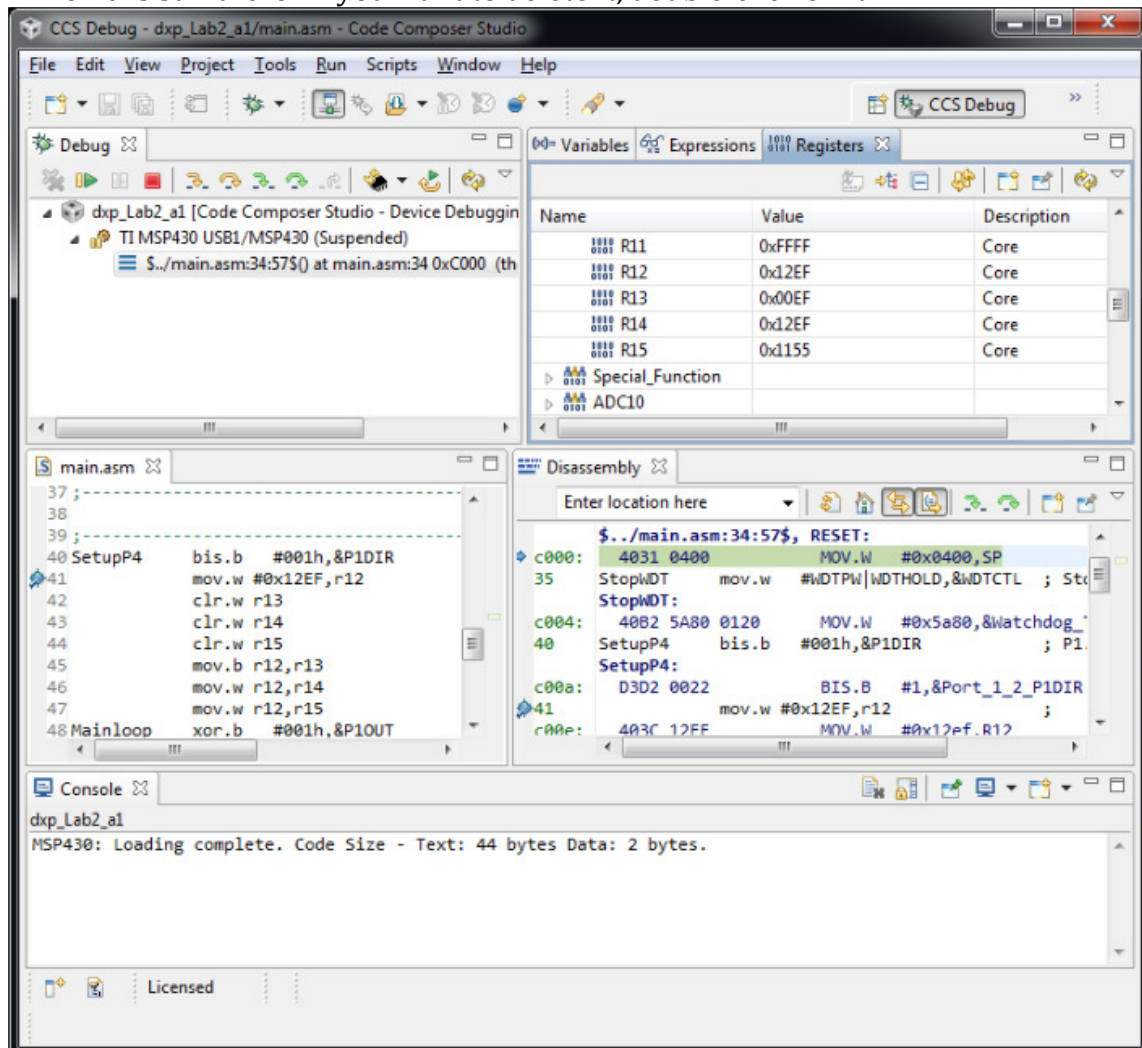 CCS Debug - dxp_Lab2_a1/main.asm - Code Composer Studio
File Edit View Project Tools Run Scripts Window Help
CCS Debug
Debug
dxp_Lab2_a1 [Code Composer Studio - Device Debuggin
TI MSP430 USB1/MSP430 (Suspended)
$../main.asm:34:57$() at main.asm:34 0xC000 (th
(x)= Variables Expressions Registers
Name Value Description
R11 0xFFFF Core
R12 0x12EF Core
R13 0x00EF Core
R14 0x12EF Core
R15 0x1155 Core
Special_Function
ADC10
main.asm
37 ;-----------------------------------------
38
39 ;-----------------------------------------
40 SetupP4 bis.b #001h,&P1DIR
41 mov.w #0x12EF,r12
42 clr.w r13
43 clr.w r14
44 clr.w r15
45 mov.b r12,r13
46 mov.w r12,r14
47 mov.w r12,r15
48 Mainloop xor.b #001h,&P1OUT
Disassembly
Enter location here
$../main.asm:34:57$, RESET:
c000: 4031 0400 MOV.W #0x0400,SP
35 StopWDT mov.w #WDTPW|WDTHOLD,&WDTCTL ; Sto
StopWDT:
c004: 40B2 5A80 0120 MOV.W #0x5a80,&Watchdog_
40 SetupP4 bis.b #001h,&P1DIR ; P1.
SetupP4:
c00a: D3D2 0022 BIS.B #1,&Port_1_2_P1DIR
41 mov.w #0x12EF,r12 ;
c00e: 403C 12EF MOV.W #0x12ef,R12
Console
dxp_Lab2_a1
MSP430: Loading complete. Code Size - Text: 44 bytes Data: 2 bytes.
Licensed